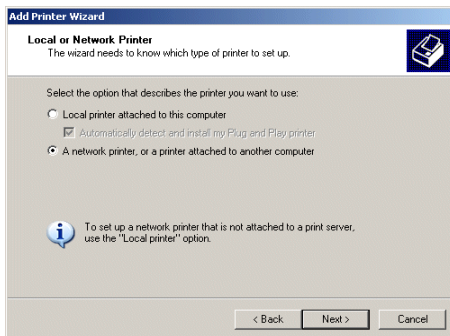 Add Printer Wizard
Local or Network Printer
The wizard needs to know which type of printer to set up.
Select the option that describes the printer you want to use:
Local printer attached to this computer
Automatically detect and install my Plug and Play printer
A network printer, or a printer attached to another computer
To set up a network printer that is not attached to a print server,
use the "Local printer" option.
< Back
Next >
Cancel